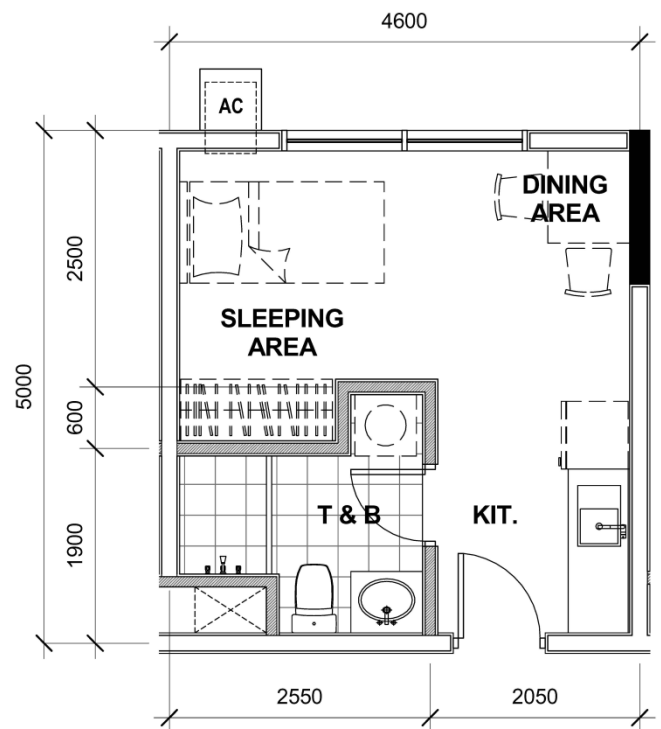 4600
AC
DINING
AREA
2500
SLEEPING
AREA
5000
600
T & B
KIT.
1900
2550
2050